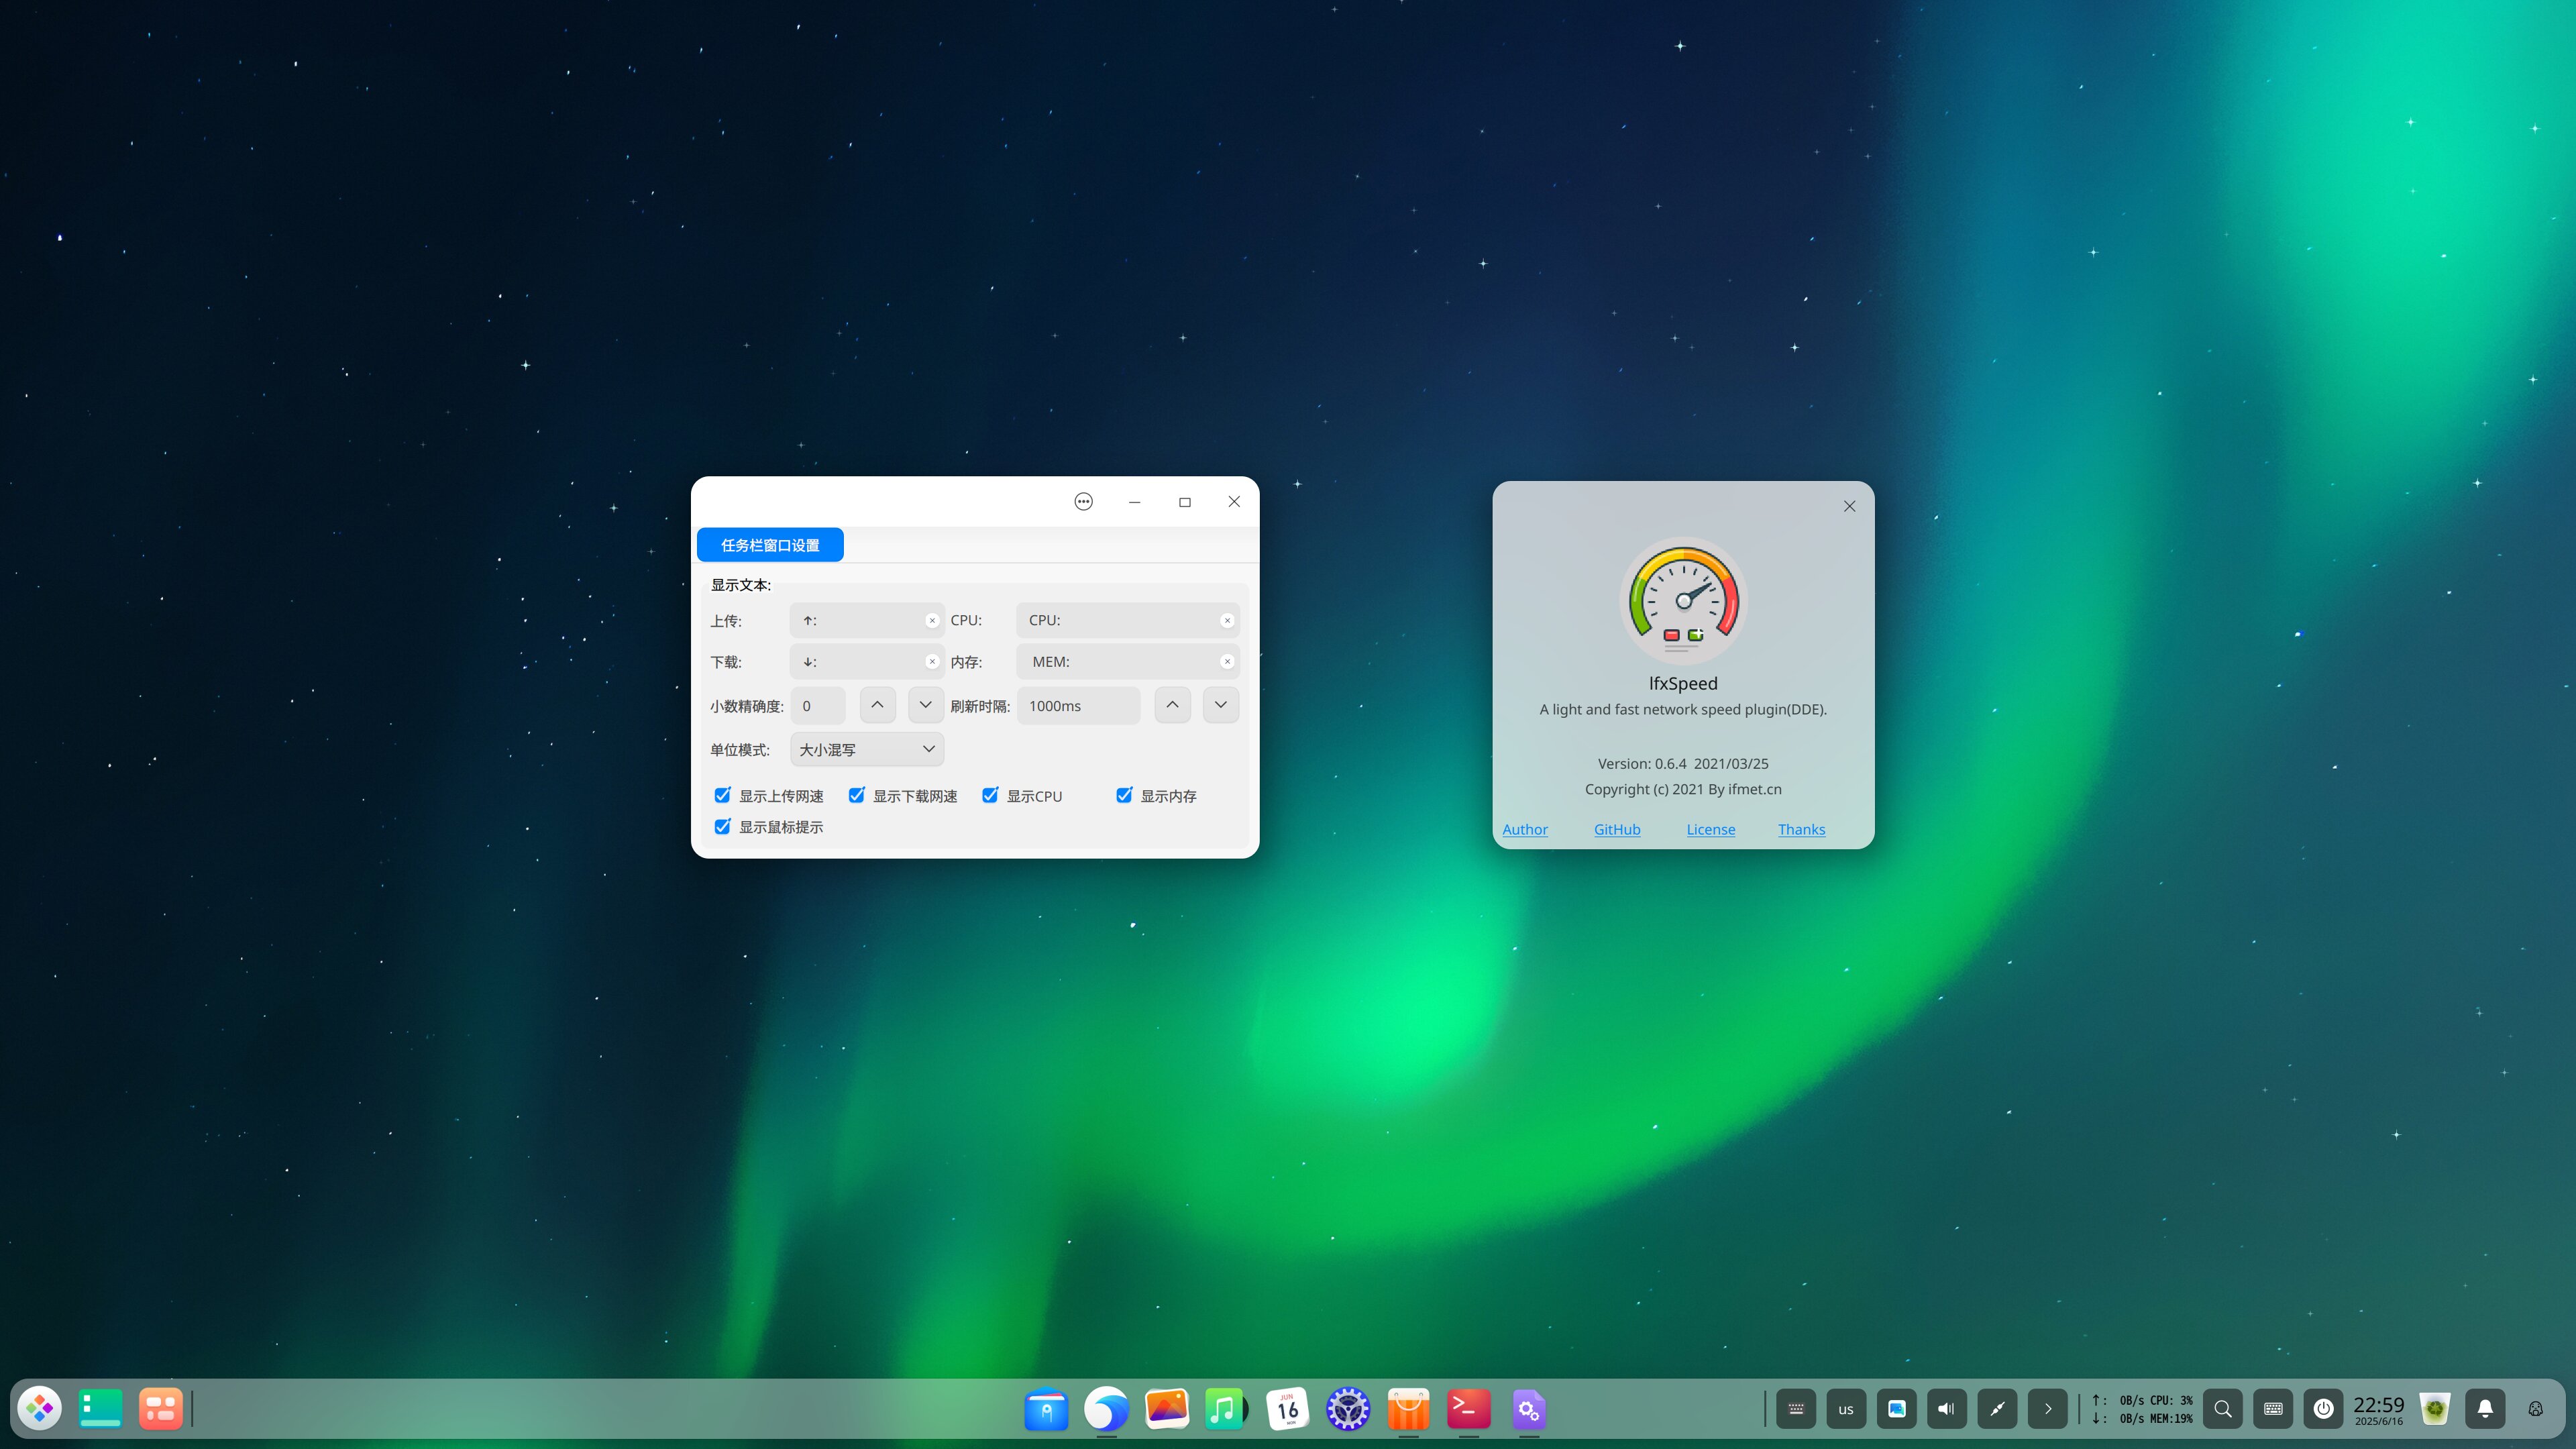 任务栏窗口设置
显示文本:
上传: ↑: CPU: CPU:
下载: ↓: 内存: MEM:
小数精确度: 0 刷新时隔: 1000ms
单位模式: 大小混写
显示上传网速 显示下载网速 显示CPU 显示内存
显示鼠标提示
lfxSpeed
A light and fast network speed plugin(DDE).
Version: 0.6.4 2021/03/25
Copyright (c) 2021 By ifmet.cn
Author GitHub License Thanks
JUN
16
us
↑: 0B/s CPU: 3%
↓: 0B/s MEM:19%
22:59
2025/6/16